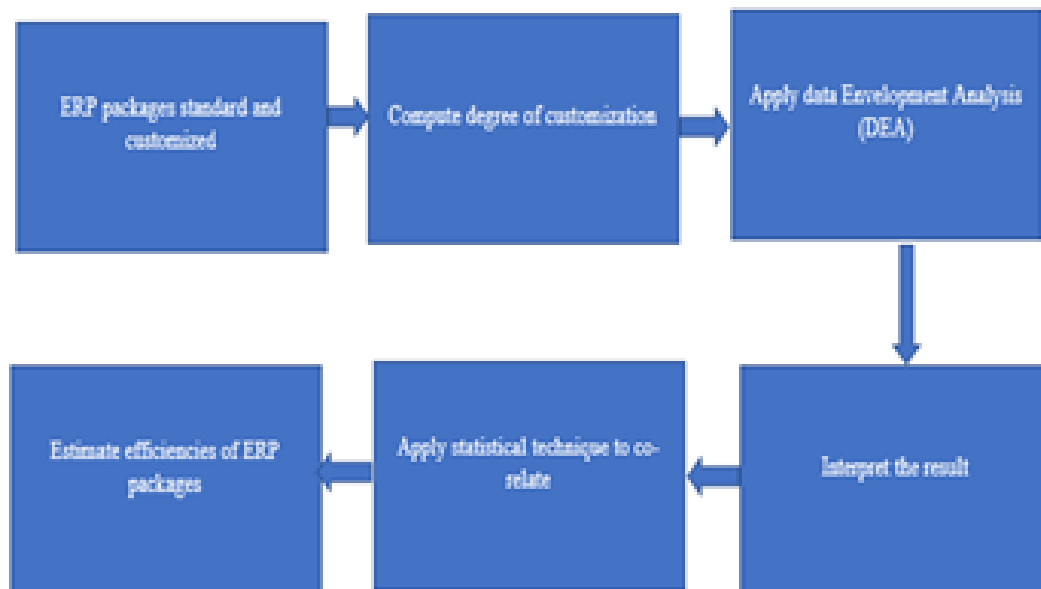 ERP packages standard and
customized
Compute degree of customization
Apply data Envelopment Analysis
(DEA)
Interpret the result
Apply statistical technique to co-
relate
Estimate efficiencies of ERP
packages